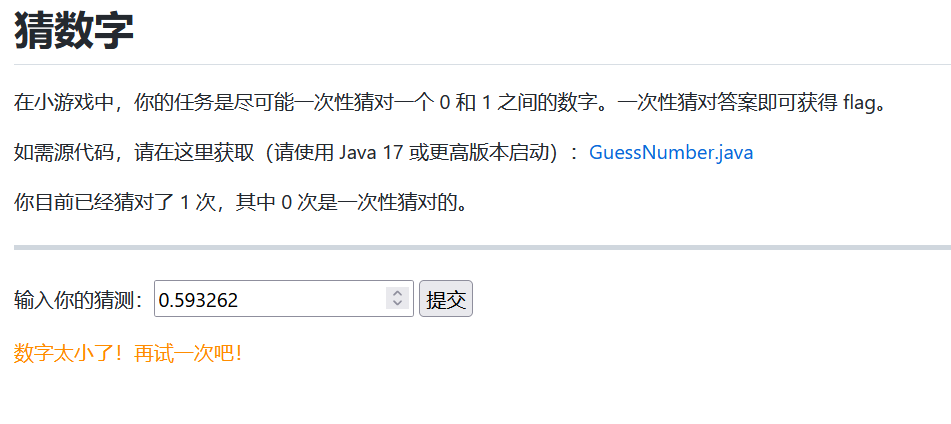 猜数字
在小游戏中，你的任务是尽可能一次性猜对一个 0 和 1 之间的数字。一次性猜对答案即可获得 flag。
如需源代码，请在这里获取（请使用 Java 17 或更高版本启动）：GuessNumber.java
你目前已经猜对了 1 次，其中 0 次是一次性猜对的。
输入你的猜测：0.593262 提交
数字太小了！再试一次吧！